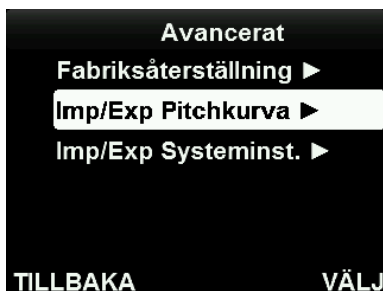 Avancerat
Fabriksåterställning ▶
Imp/Exp Pitchkurva ▶
Imp/Exp Systeminst. ▶
TILLBAKA VÄLJ